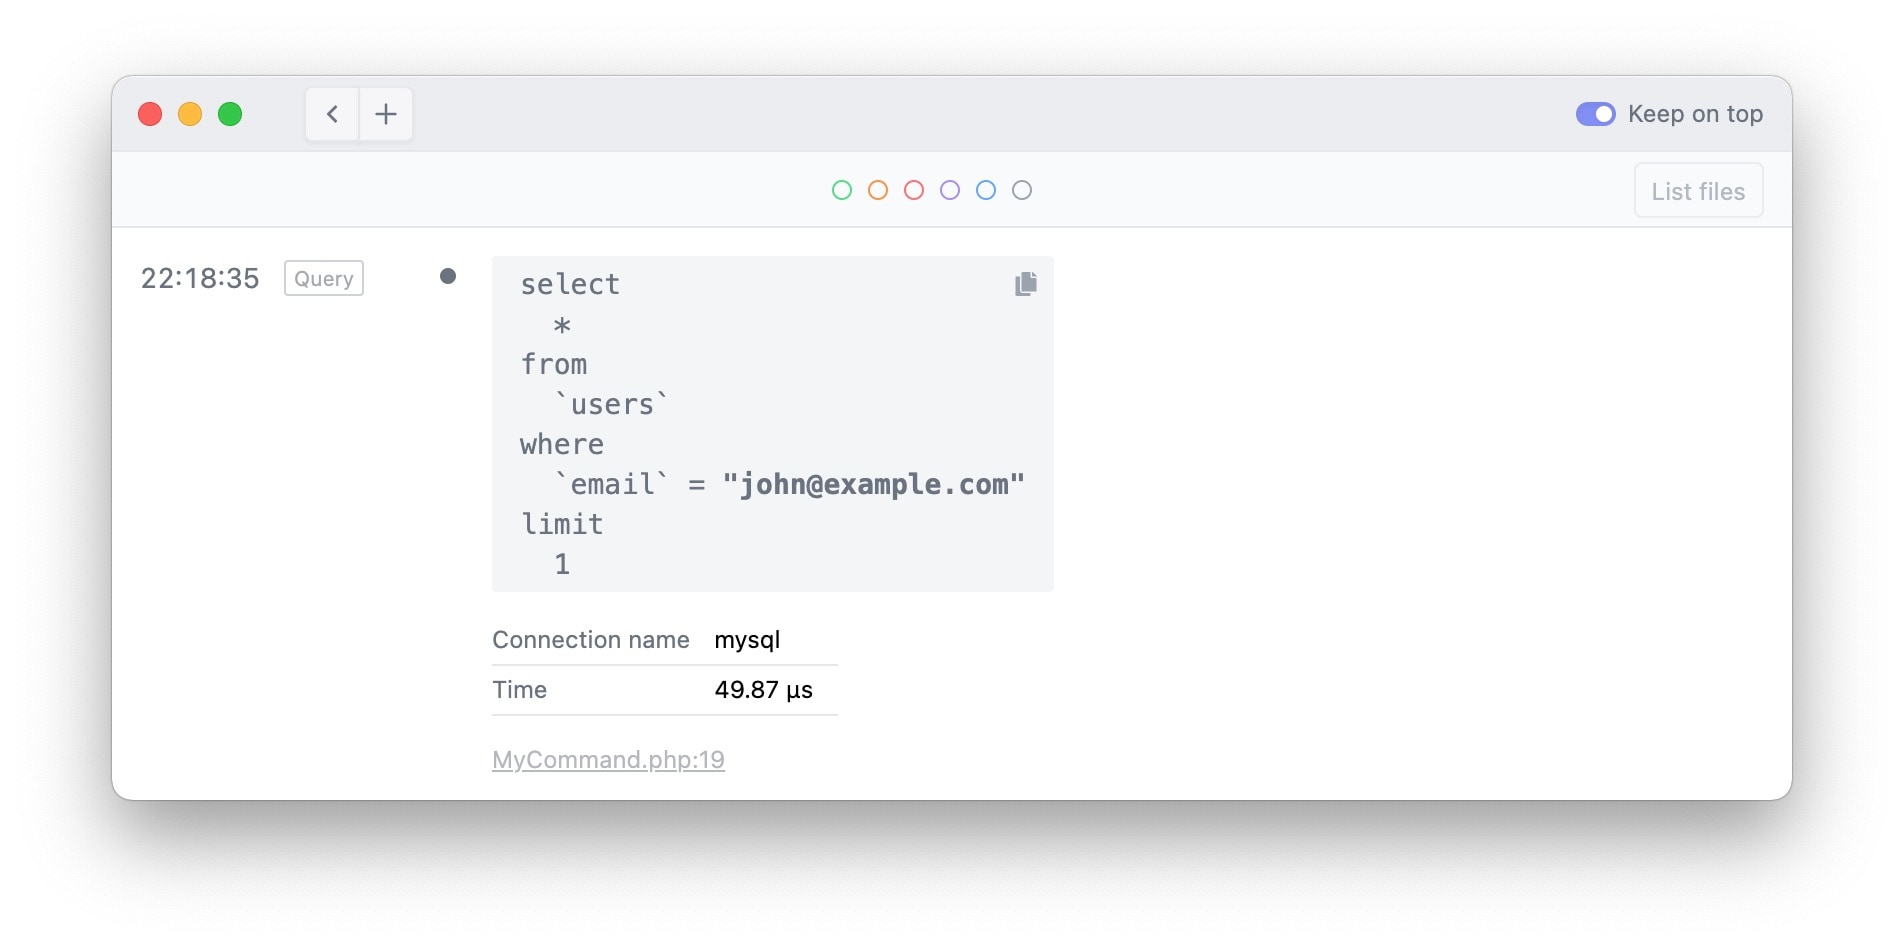 Keep on top
List files
22:18:35 Query
select
  *
from
  `users`
where
  `email` = "john@example.com"
limit
  1
Connection name mysql
Time 49.87 μs
MyCommand.php:19